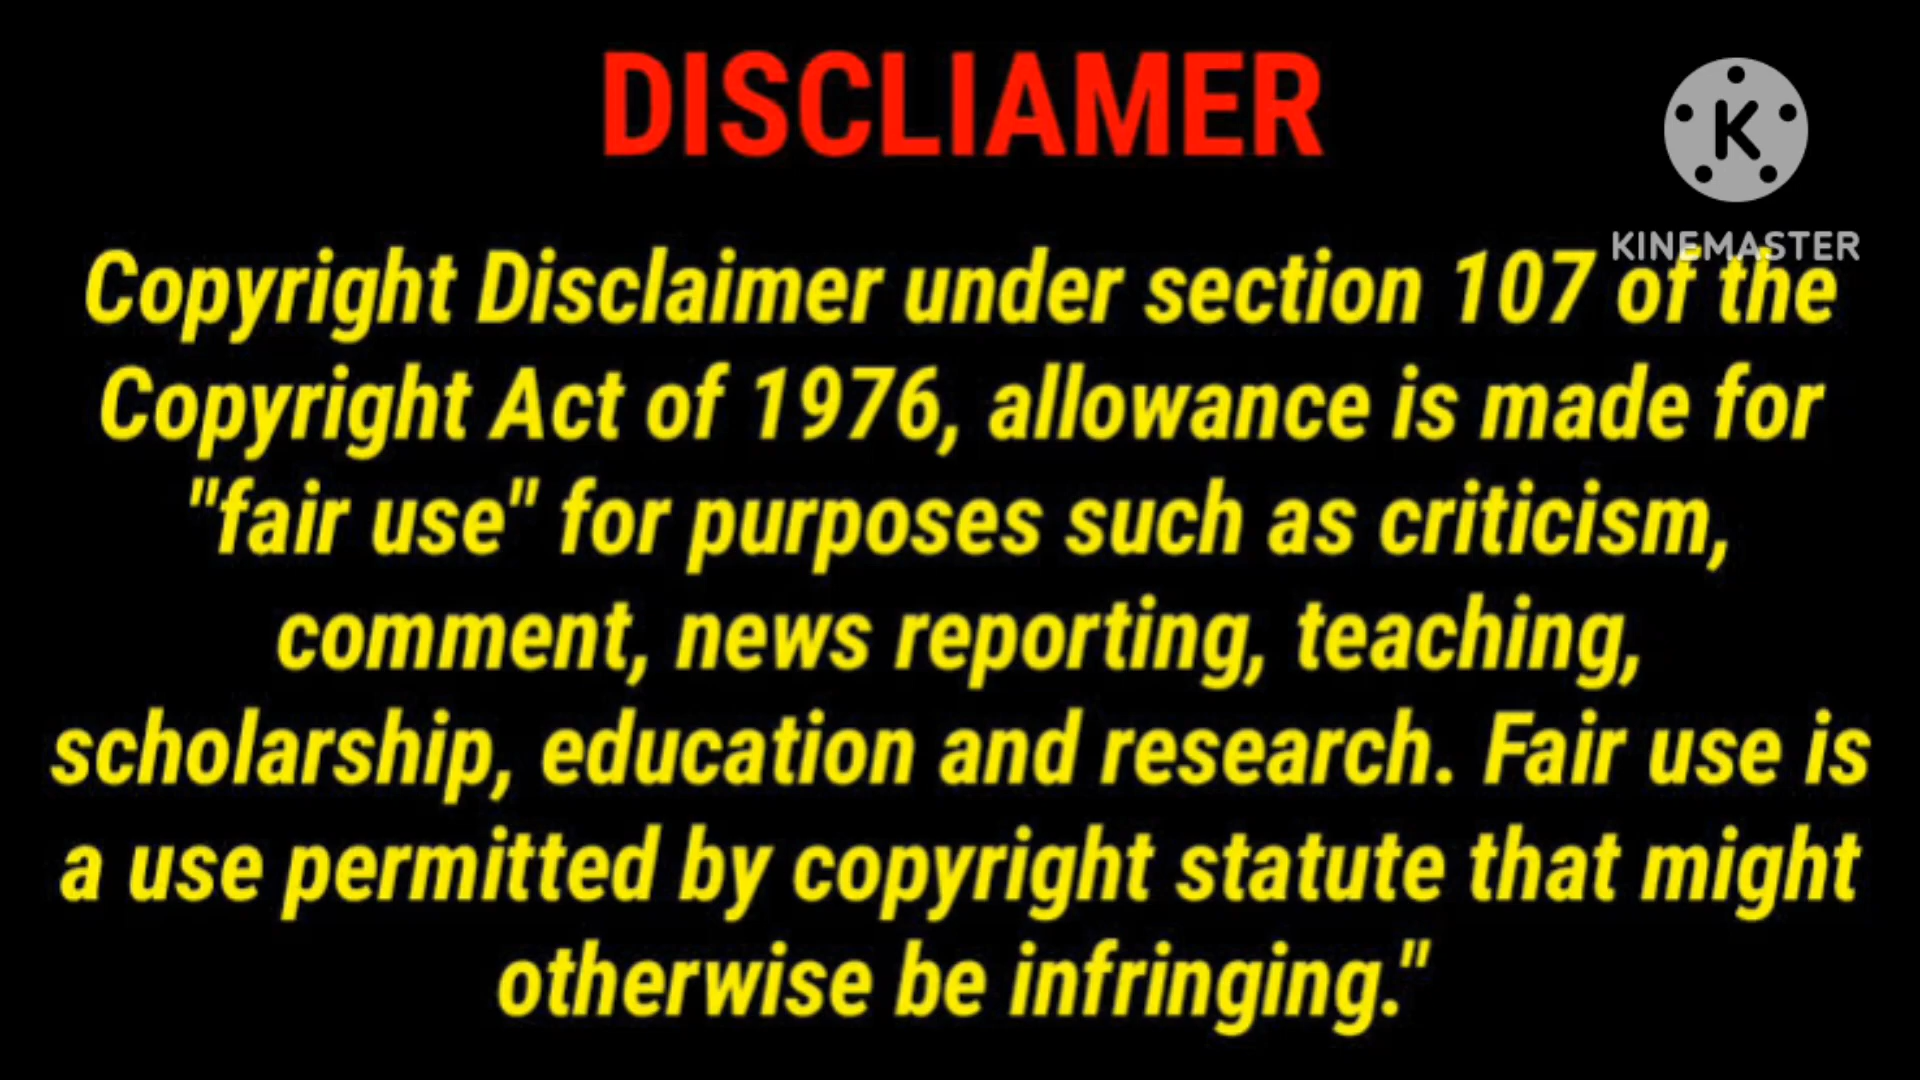 DISCLIAMER
K
KINEMASTER
Copyright Disclaimer under section 107 of the
Copyright Act of 1976, allowance is made for
"fair use" for purposes such as criticism,
comment, news reporting, teaching,
scholarship, education and research. Fair use is
a use permitted by copyright statute that might
otherwise be infringing."